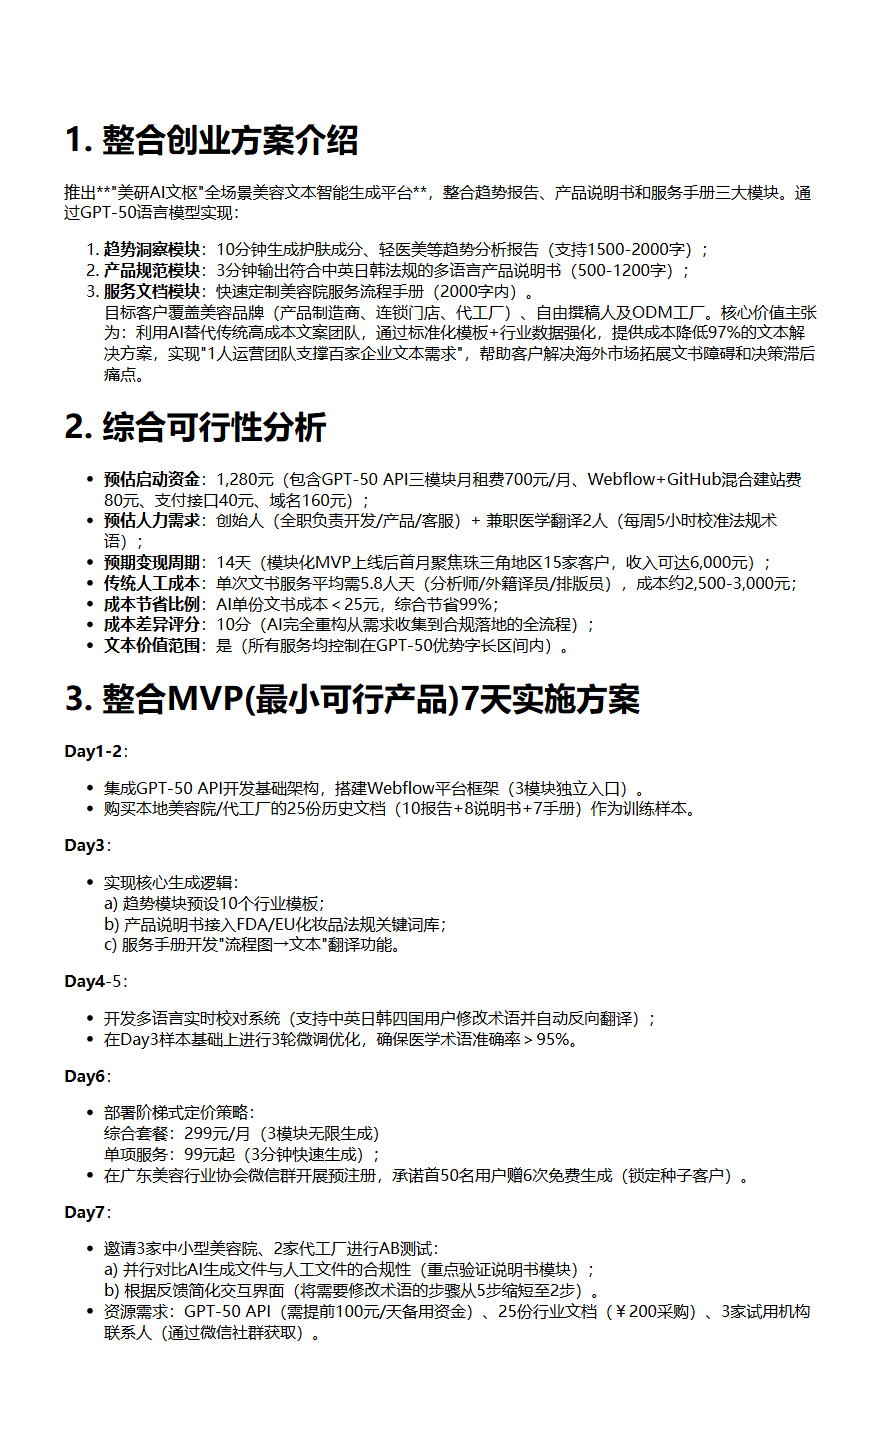 1. 整合创业方案介绍
推出**"美研AI文枢"全场景美容文本智能生成平台**，整合趋势报告、产品说明书和服务手册三大模块。通
过GPT-50语言模型实现：
1. 趋势洞察模块：10分钟生成护肤成分、轻医美等趋势分析报告（支持1500-2000字）；
2. 产品规范模块：3分钟输出符合中英日韩法规的多语言产品说明书（500-1200字）；
3. 服务文档模块：快速定制美容院服务流程手册（2000字内）。
目标客户覆盖美容品牌（产品制造商、连锁门店、代工厂）、自由撰稿人及ODM工厂。核心价值主张
为：利用AI替代传统高成本文案团队，通过标准化模板+行业数据强化，提供成本降低97%的文本解
决方案，实现"1人运营团队支撑百家企业文本需求"，帮助客户解决海外市场拓展文书障碍和决策滞后
痛点。
2. 综合可行性分析
• 预估启动资金：1,280元（包含GPT-50 API三模块月租费700元/月、Webflow+GitHub混合建站费
80元、支付接口40元、域名160元）；
• 预估人力需求：创始人（全职负责开发/产品/客服）+ 兼职医学翻译2人（每周5小时校准法规术
语）；
• 预期变现周期：14天（模块化MVP上线后首月聚焦珠三角地区15家客户，收入可达6,000元）；
• 传统人工成本：单次文书服务平均需5.8人天（分析师/外籍译员/排版员），成本约2,500-3,000元；
• 成本节省比例：AI单份文书成本＜25元，综合节省99%；
• 成本差异评分：10分（AI完全重构从需求收集到合规落地的全流程）；
• 文本价值范围：是（所有服务均控制在GPT-50优势字长区间内）。
3. 整合MVP(最小可行产品)7天实施方案
Day1-2：
• 集成GPT-50 API开发基础架构，搭建Webflow平台框架（3模块独立入口）。
• 购买本地美容院/代工厂的25份历史文档（10报告+8说明书+7手册）作为训练样本。
Day3：
• 实现核心生成逻辑：
a) 趋势模块预设10个行业模板；
b) 产品说明书接入FDA/EU化妆品法规关键词库；
c) 服务手册开发"流程图→文本"翻译功能。
Day4-5：
• 开发多语言实时校对系统（支持中英日韩四国用户修改术语并自动反向翻译）；
• 在Day3样本基础上进行3轮微调优化，确保医学术语准确率＞95%。
Day6：
• 部署阶梯式定价策略：
综合套餐：299元/月（3模块无限生成）
单项服务：99元起（3分钟快速生成）；
• 在广东美容行业协会微信群开展预注册，承诺首50名用户赠6次免费生成（锁定种子客户）。
Day7：
• 邀请3家中小型美容院、2家代工厂进行AB测试：
a) 并行对比AI生成文件与人工文件的合规性（重点验证说明书模块）；
b) 根据反馈简化交互界面（将需要修改术语的步骤从5步缩短至2步）。
• 资源需求：GPT-50 API（需提前100元/天备用资金）、25份行业文档（￥200采购）、3家试用机构
联系人（通过微信社群获取）。